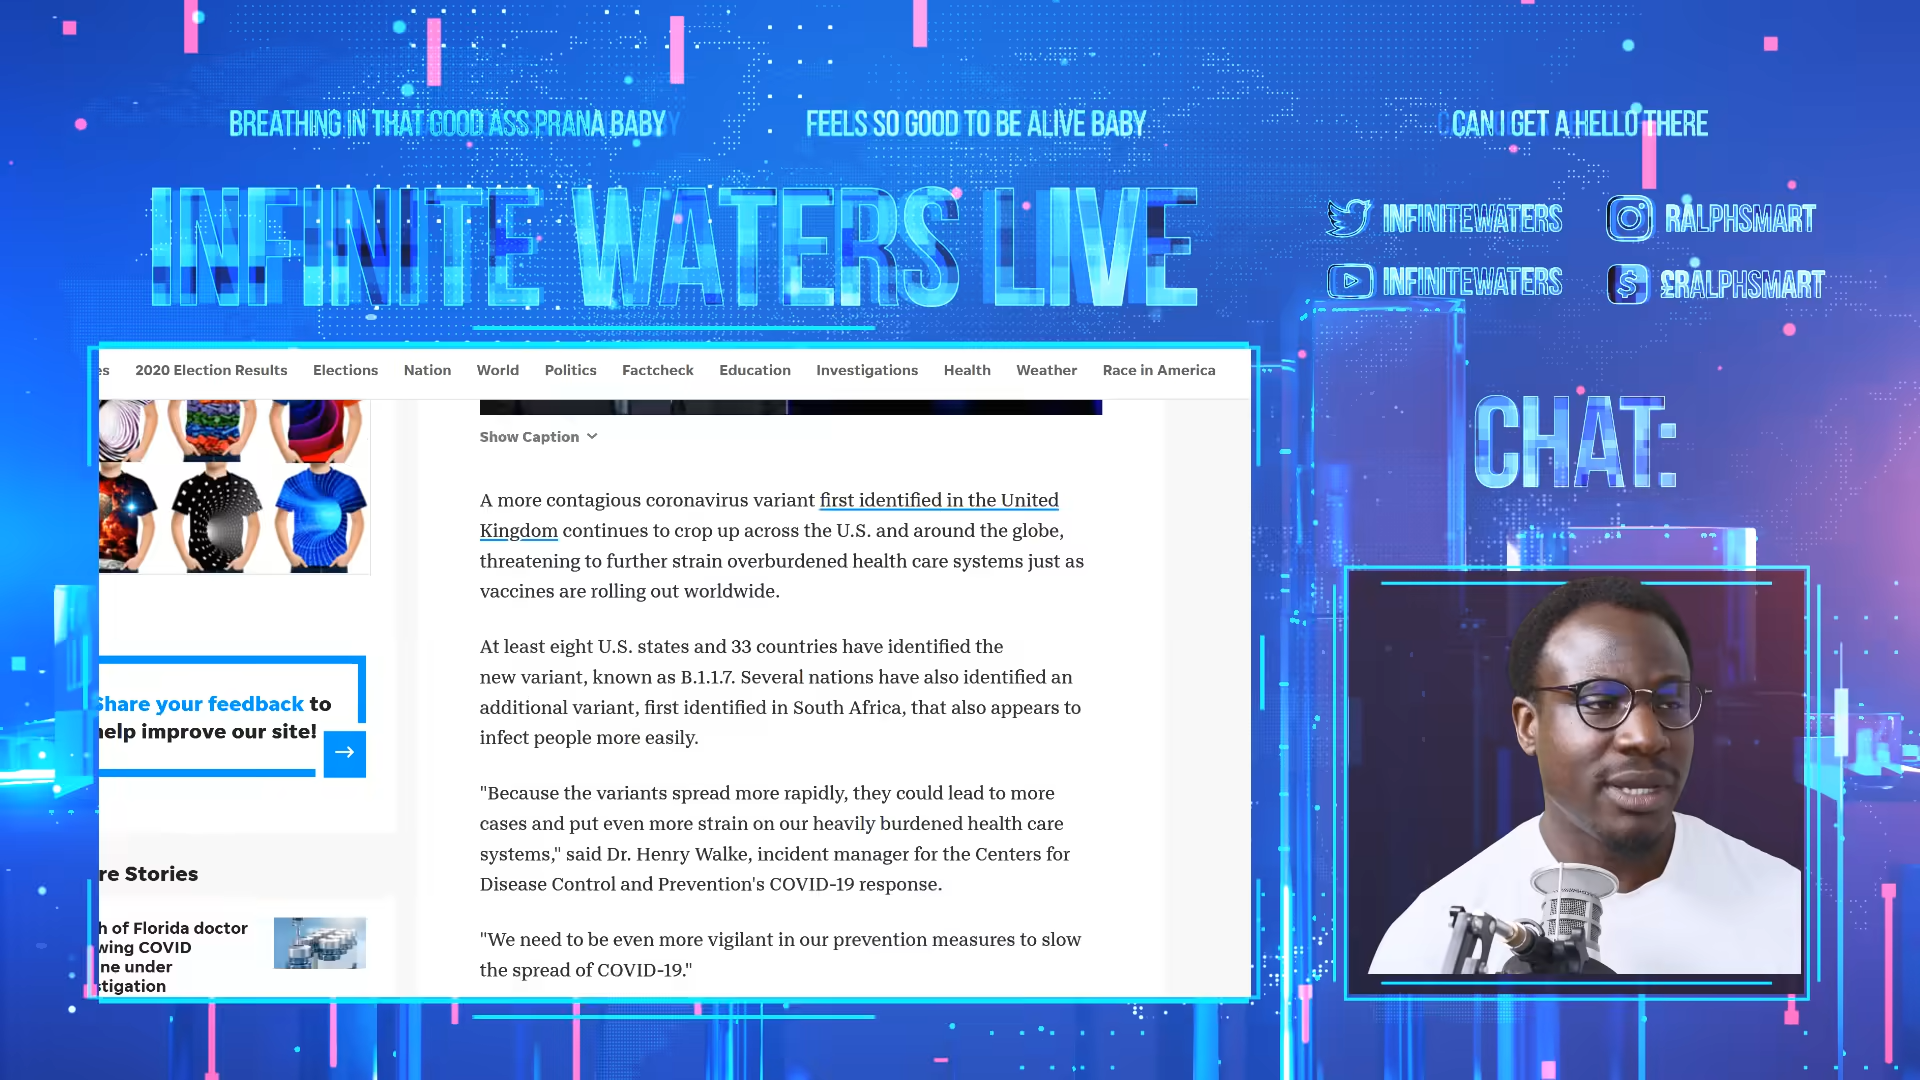 BREATHING IN THAT GOOD ASS PRANA BABY
FEELS SO GOOD TO BE ALIVE BABY
CAN I GET A HELLO THERE
INFINITE WATERS LIVE
INFINITEWATERS
RALPHSMART
INFINITEWATERS
£RALPHSMART
CHAT:
es 2020 Election Results Elections Nation World Politics Factcheck Education Investigations Health Weather Race in America
Show Caption
A more contagious coronavirus variant first identified in the United
Kingdom continues to crop up across the U.S. and around the globe,
threatening to further strain overburdened health care systems just as
vaccines are rolling out worldwide.
At least eight U.S. states and 33 countries have identified the
new variant, known as B.1.1.7. Several nations have also identified an
additional variant, first identified in South Africa, that also appears to
infect people more easily.
"Because the variants spread more rapidly, they could lead to more
cases and put even more strain on our heavily burdened health care
systems," said Dr. Henry Walke, incident manager for the Centers for
Disease Control and Prevention's COVID-19 response.
"We need to be even more vigilant in our prevention measures to slow
the spread of COVID-19."
Share your feedback to
help improve our site!
re Stories
h of Florida doctor
wing COVID
ne under
stigation